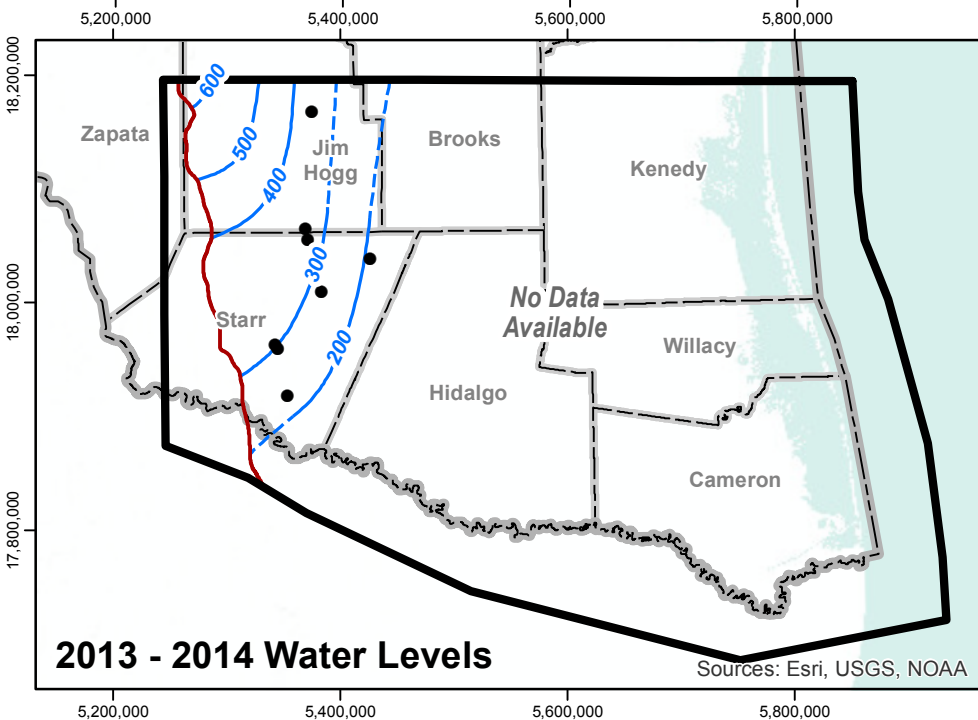 5,200,000
5,400,000
5,600,000
5,800,000
18,200,000
18,000,000
17,800,000
600
500
400
300
200
Zapata
Jim
Hogg
Brooks
Kenedy
Starr
No Data
Available
Willacy
Hidalgo
Cameron
2013 - 2014 Water Levels
Sources: Esri, USGS, NOAA
5,200,000
5,400,000
5,600,000
5,800,000